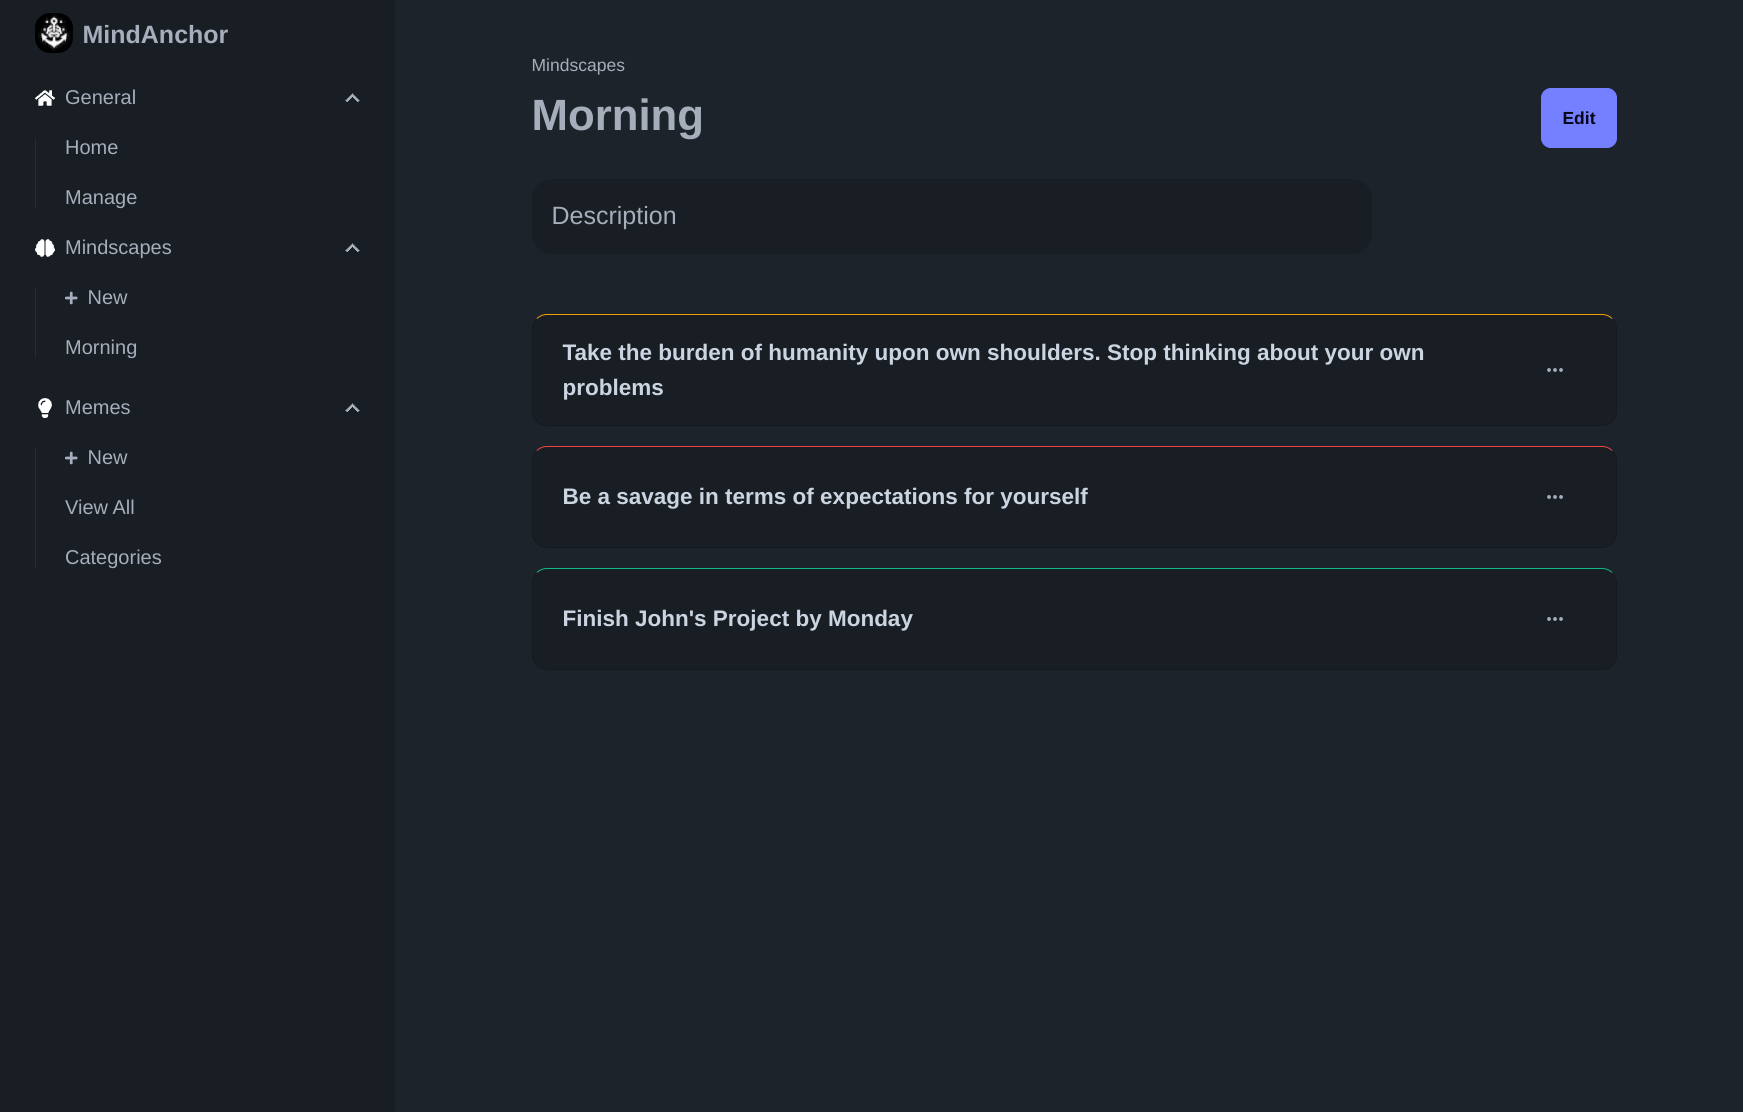 MindAnchor
General
Home
Manage
Mindscapes
+ New
Morning
Memes
+ New
View All
Categories
Mindscapes
Morning
Edit
Description
Take the burden of humanity upon own shoulders. Stop thinking about your own
problems
Be a savage in terms of expectations for yourself
Finish John's Project by Monday